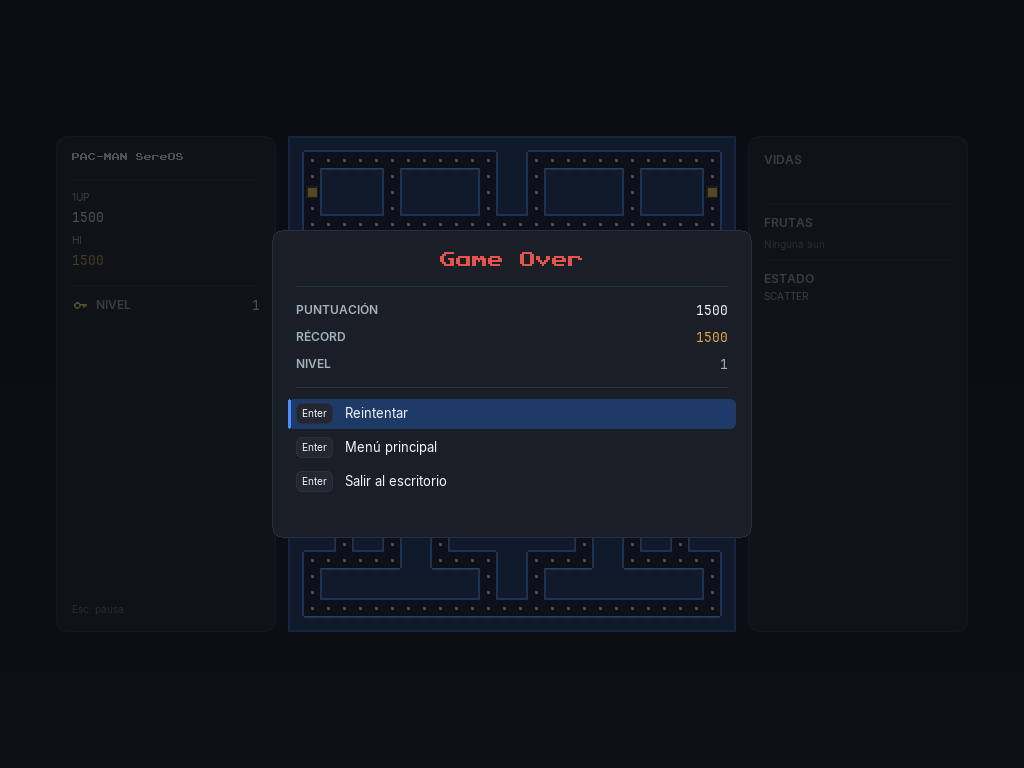 PAC-MAN SereOS
1UP
1500
HI
1500
NIVEL 1
Esc: pausa
Game Over
PUNTUACIÓN 1500
RÉCORD 1500
NIVEL 1
Enter Reintentar
Enter Menú principal
Enter Salir al escritorio
VIDAS
FRUTAS
Ninguna aun
ESTADO
SCATTER